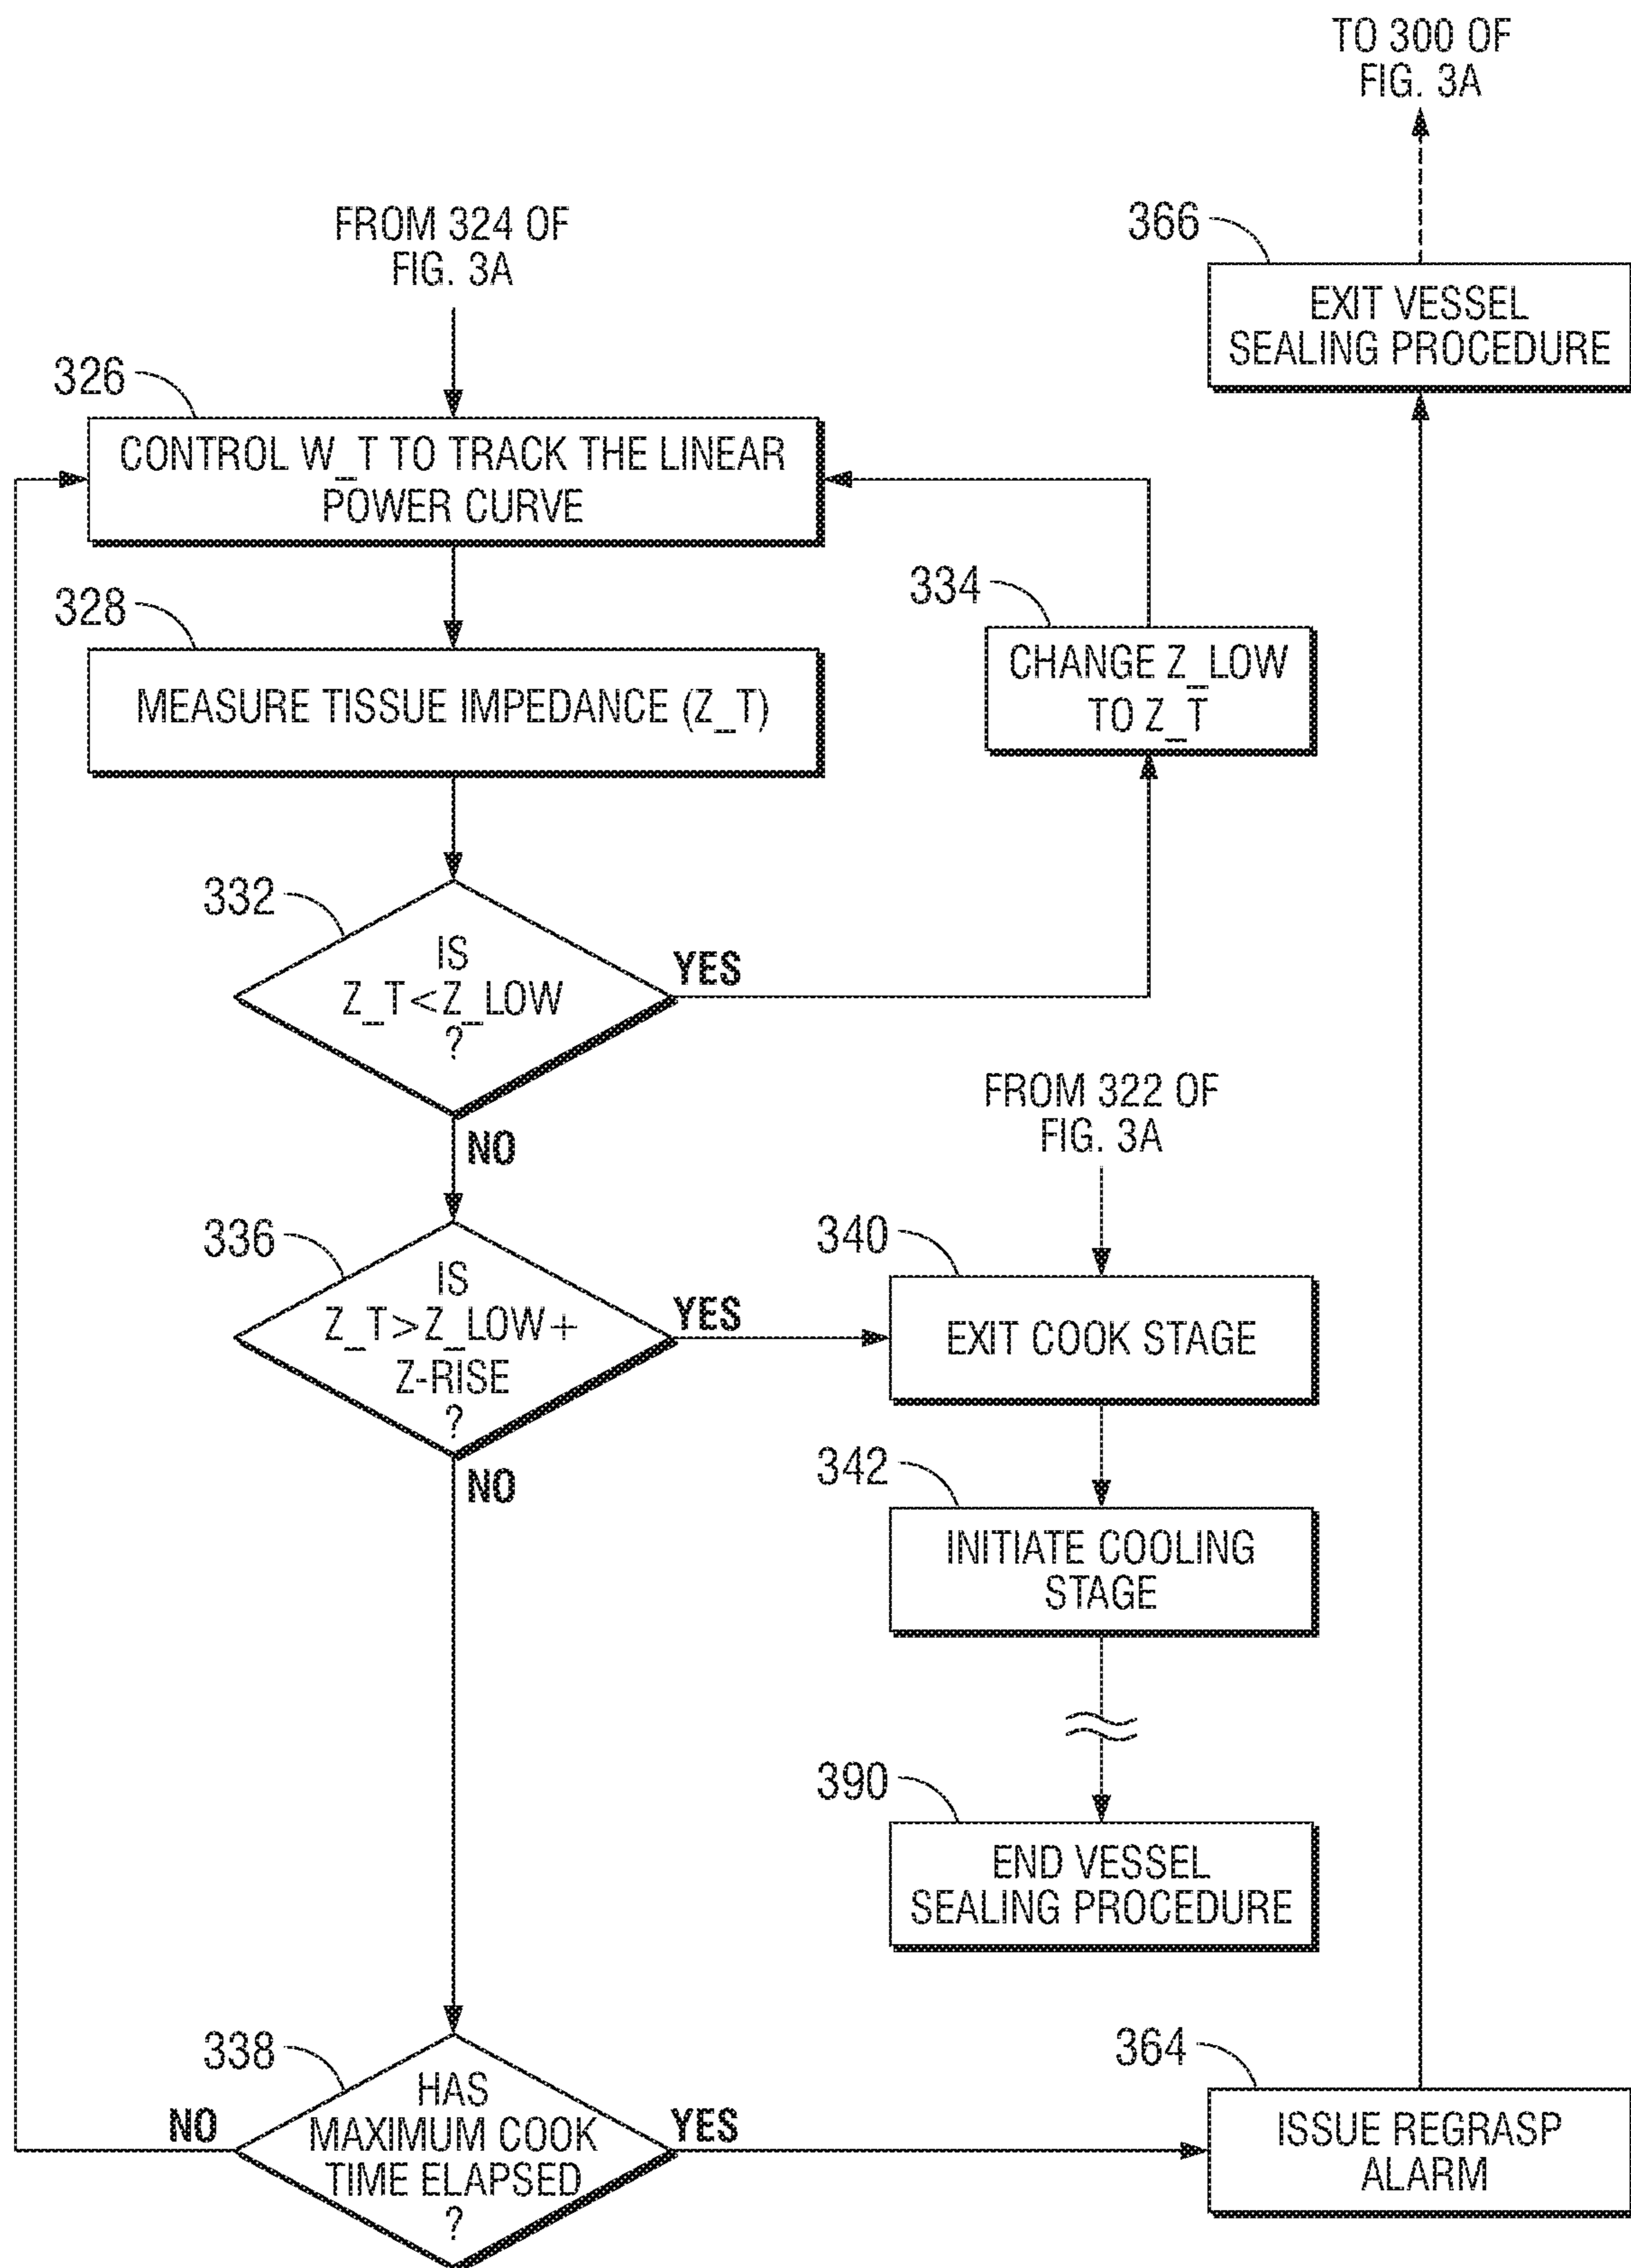 TO 300 OF
FIG. 3A
FROM 324 OF
FIG. 3A
366
EXIT VESSEL
SEALING PROCEDURE
326
CONTROL W_T TO TRACK THE LINEAR
POWER CURVE
328
MEASURE TISSUE IMPEDANCE (Z_T)
334
CHANGE Z_LOW
TO Z_T
332
IS
Z_T<Z_LOW
?
YES
NO
FROM 322 OF
FIG. 3A
336
IS
Z_T>Z_LOW+
Z-RISE
?
YES
NO
340
EXIT COOK STAGE
342
INITIATE COOLING
STAGE
390
END VESSEL
SEALING PROCEDURE
338
HAS
MAXIMUM COOK
TIME ELAPSED
?
NO
YES
364
ISSUE REGRASP
ALARM